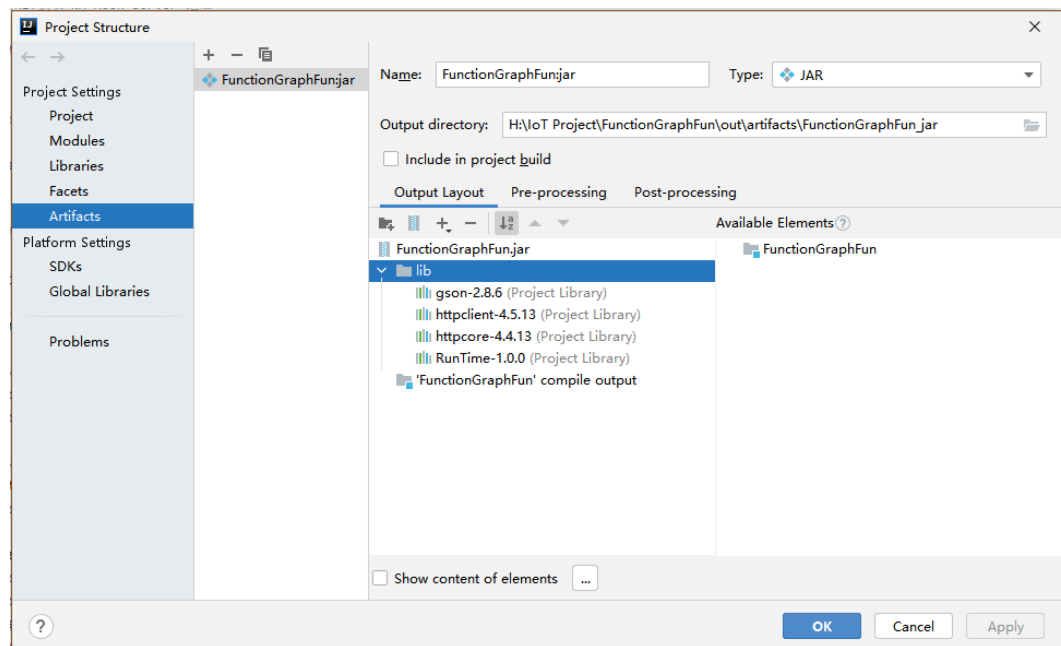 Project Structure
Project Settings
Project
Modules
Libraries
Facets
Artifacts
Platform Settings
SDKs
Global Libraries
Problems
FunctionGraphFun:jar
Name: FunctionGraphFun:jar Type: JAR
Output directory: H:\IoT Project\FunctionGraphFun\out\artifacts\FunctionGraphFun_jar
Include in project build
Output Layout Pre-processing Post-processing
Available Elements ?
FunctionGraphFun.jar
lib
gson-2.8.6 (Project Library)
httpclient-4.5.13 (Project Library)
httpcore-4.4.13 (Project Library)
RunTime-1.0.0 (Project Library)
'FunctionGraphFun' compile output
FunctionGraphFun
Show content of elements ...
? OK Cancel Apply